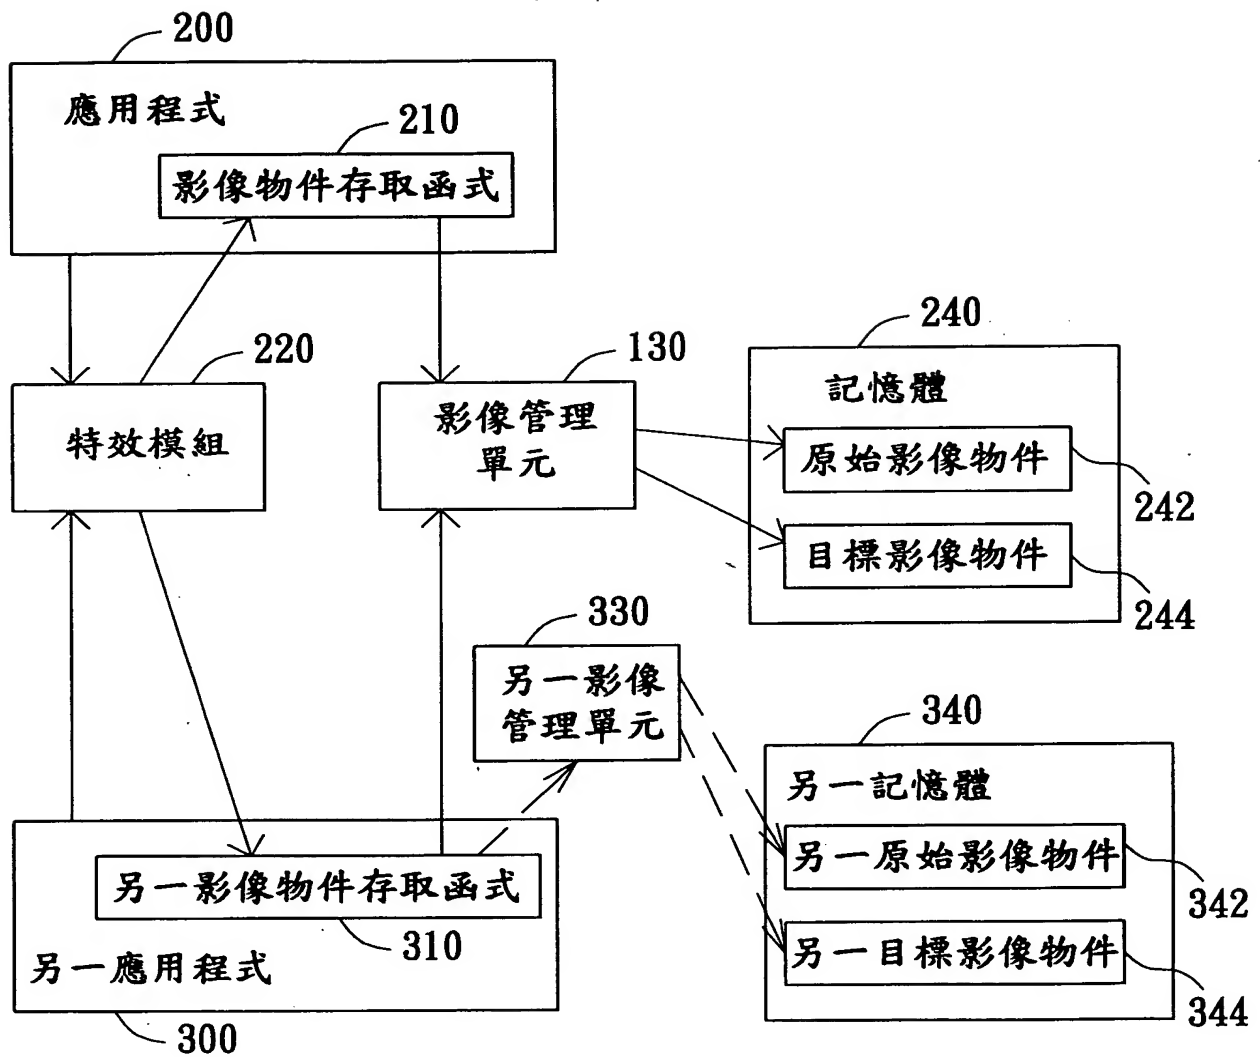 200
應用程式
210
影像物件存取函式
220
特效模組
130
影像管理
單元
240
記憶體
原始影像物件
242
目標影像物件
244
330
另一影像
管理單元
340
另一記憶體
另一原始影像物件
342
另一目標影像物件
344
另一影像物件存取函式
310
另一應用程式
300